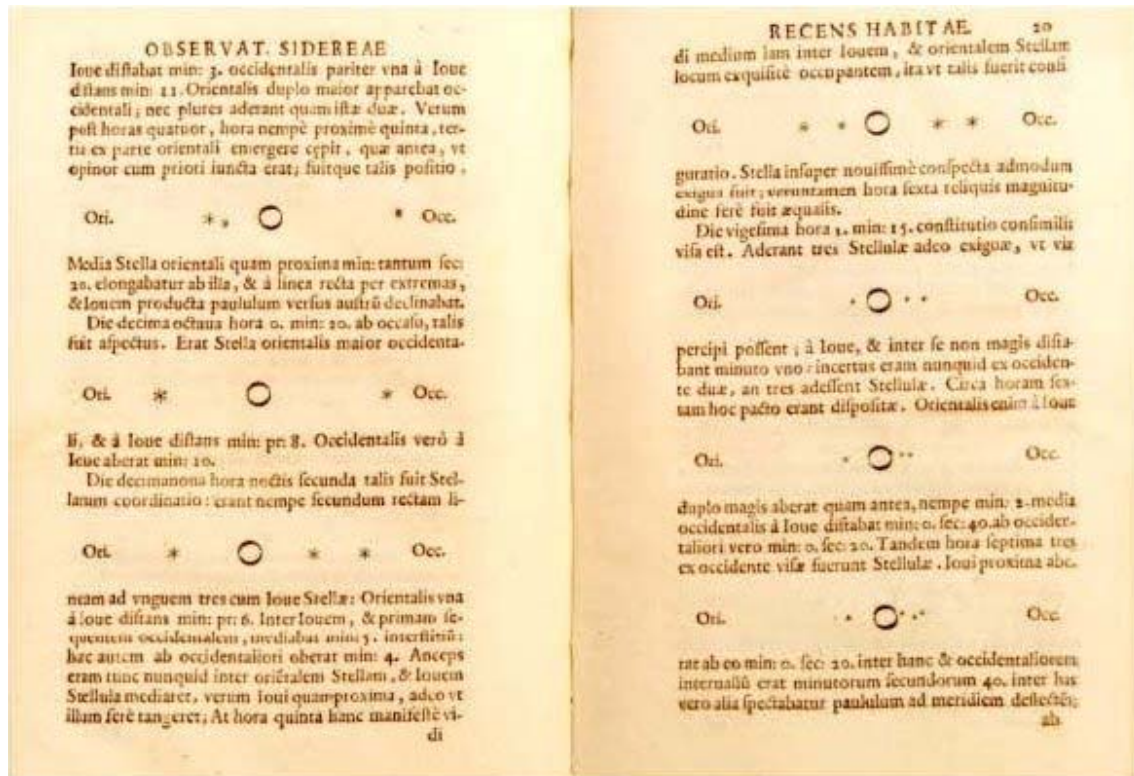 OBSERVAT. SIDEREAE
Ioue diſtabat min: 3. occidentalis pariter vna à Ioue
diſtans min: 11. Orientalis duplo maior apparebat oc-
cidentali; nec plures aderant quam iſtæ duæ. Verum
poſt horas quatuor, hora nempè proximè quinta, ter-
tia ex parte orientali emergere cępit, quæ antea, vt
opinor cum priori iuncta erat; fuitque talis poſitio.
Ori. Occ.
Media Stella orientali quam proxima min: tantum ſec:
20. elongabatur ab illa, & à linea recta per extremas,
& Iouem producta paululum verſus auſtrū declinabat.
Die decima octaua hora 0. min: 20. ab occaſu, talis
fuit aſpectus. Erat Stella orientalis maior occidenta-
Ori. Occ.
li, & à Ioue diſtans min: pr: 8. Occidentalis verò à
Ioue aberat min: 10.
Die decimanona hora noctis ſecunda talis fuit Stel-
larum coordinatio: erant nempe ſecundum rectam li-
Ori. Occ.
neam ad vnguem tres cum Ioue Stellæ: Orientalis vna
à Ioue diſtans min: pr: 6. Inter Iouem, & primam ſe-
quentem occidentalem, mediabat min: 5. interſtitiū:
hæc autem ab occidentaliori oberat min: 4. Anceps
eram tunc nunquid inter oriētalem Stellam, & Iouem
Stellula mediaret, verum Ioui quam proxima, adeo vt
illum ferè tangeret; At hora quinta hanc manifeſtè vi-
di
RECENS HABITAE. 20
di medium Iam inter Iouem, & orientalem Stellam
locum exquiſitè occupantem, ita vt talis fuerit confi
Ori. Occ.
guratio. Stella inſuper nouiſſimè conſpecta admodum
exigua fuit; veruntamen hora ſexta reliquis magnitu-
dine ferè fuit æqualis.
Die vigeſima hora 1. min: 15. conſtitutio conſimilis
viſa eſt. Aderant tres Stellulæ adeo exiguæ, vt vix
Ori. Occ.
percipi poſſent; à Ioue, & inter ſe non magis diſta-
bant minuto vno: incertus eram nunquid ex occiden-
te duæ, an tres adeſſent Stellulæ. Circa horam ſex-
tam hoc pacto erant diſpoſitæ. Orientalis enim à Ioue
Ori. Occ.
duplo magis aberat quam antea, nempe min: 2. media
occidentalis à Ioue diſtabat min: 0. ſec: 40. ab occiden-
taliori vero min: 0. ſec: 20. Tandem hora ſeptima tres
ex occidente viſæ fuerunt Stellulæ. Ioui proxima abe-
Ori. Occ.
rat ab eo min: 0. ſec: 20. inter hanc & occidentaliorem
interuallū erat minutorum ſecundorum 40. inter has
vero alia ſpectabatur paululum ad meridiem deflectēs;
ab